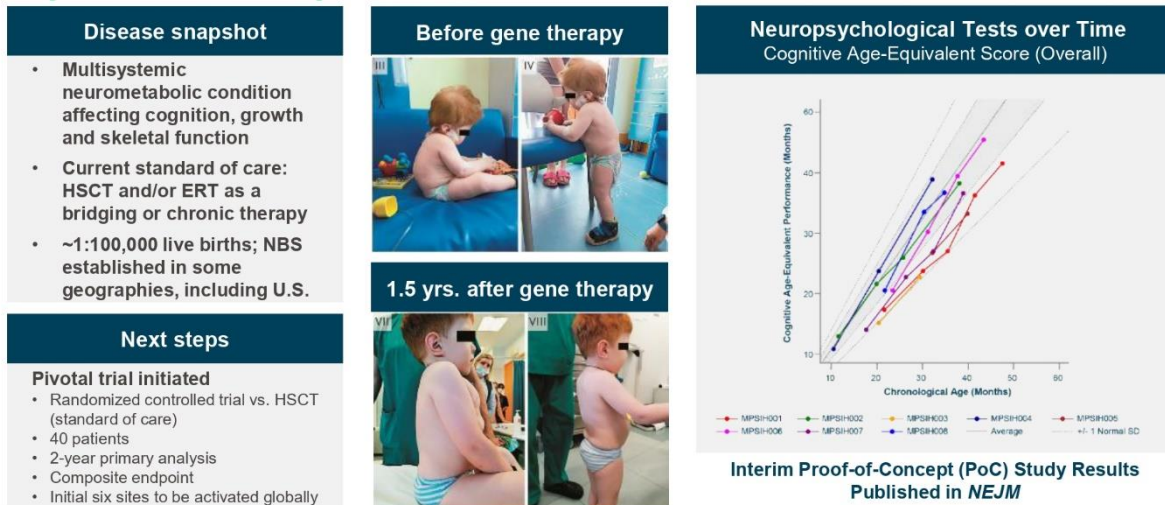 Disease snapshot
• Multisystemic
neurometabolic condition
affecting cognition, growth
and skeletal function
• Current standard of care:
HSCT and/or ERT as a
bridging or chronic therapy
• ~1:100,000 live births; NBS
established in some
geographies, including U.S.
Next steps
Pivotal trial initiated
• Randomized controlled trial vs. HSCT
(standard of care)
• 40 patients
• 2-year primary analysis
• Composite endpoint
• Initial six sites to be activated globally
Before gene therapy
III
IV
1.5 yrs. after gene therapy
VII
VIII
Neuropsychological Tests over Time
Cognitive Age-Equivalent Score (Overall)
Cognitive Age-Equivalent Performance (Months)
60
40
30
20
10
10 20 30 40 50 60
Chronological Age (Months)
MPSIH001 MPSIH002 MPSIH003 MPSIH004 MPSIH005
MPSIH006 MPSIH007 MPSIH008 Average +/- 1 Normal SD
Interim Proof-of-Concept (PoC) Study Results
Published in NEJM